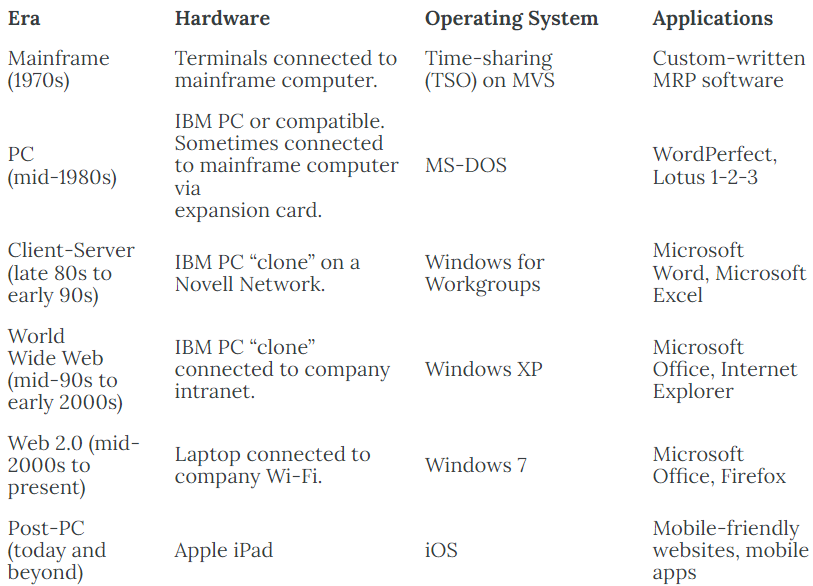 Era Hardware Operating System Applications
Mainframe
(1970s)
Terminals connected to
mainframe computer.
Time-sharing
(TSO) on MVS
Custom-written
MRP software
PC
(mid-1980s)
IBM PC or compatible.
Sometimes connected
to mainframe computer
via
expansion card.
MS-DOS
WordPerfect,
Lotus 1-2-3
Client-Server
(late 80s to
early 90s)
IBM PC “clone” on a
Novell Network.
Windows for
Workgroups
Microsoft
Word, Microsoft
Excel
World
Wide Web
(mid-90s to
early 2000s)
IBM PC “clone”
connected to company
intranet.
Windows XP
Microsoft
Office, Internet
Explorer
Web 2.0 (mid-
2000s to
present)
Laptop connected to
company Wi-Fi.
Windows 7
Microsoft
Office, Firefox
Post-PC
(today and
beyond)
Apple iPad
iOS
Mobile-friendly
websites, mobile
apps